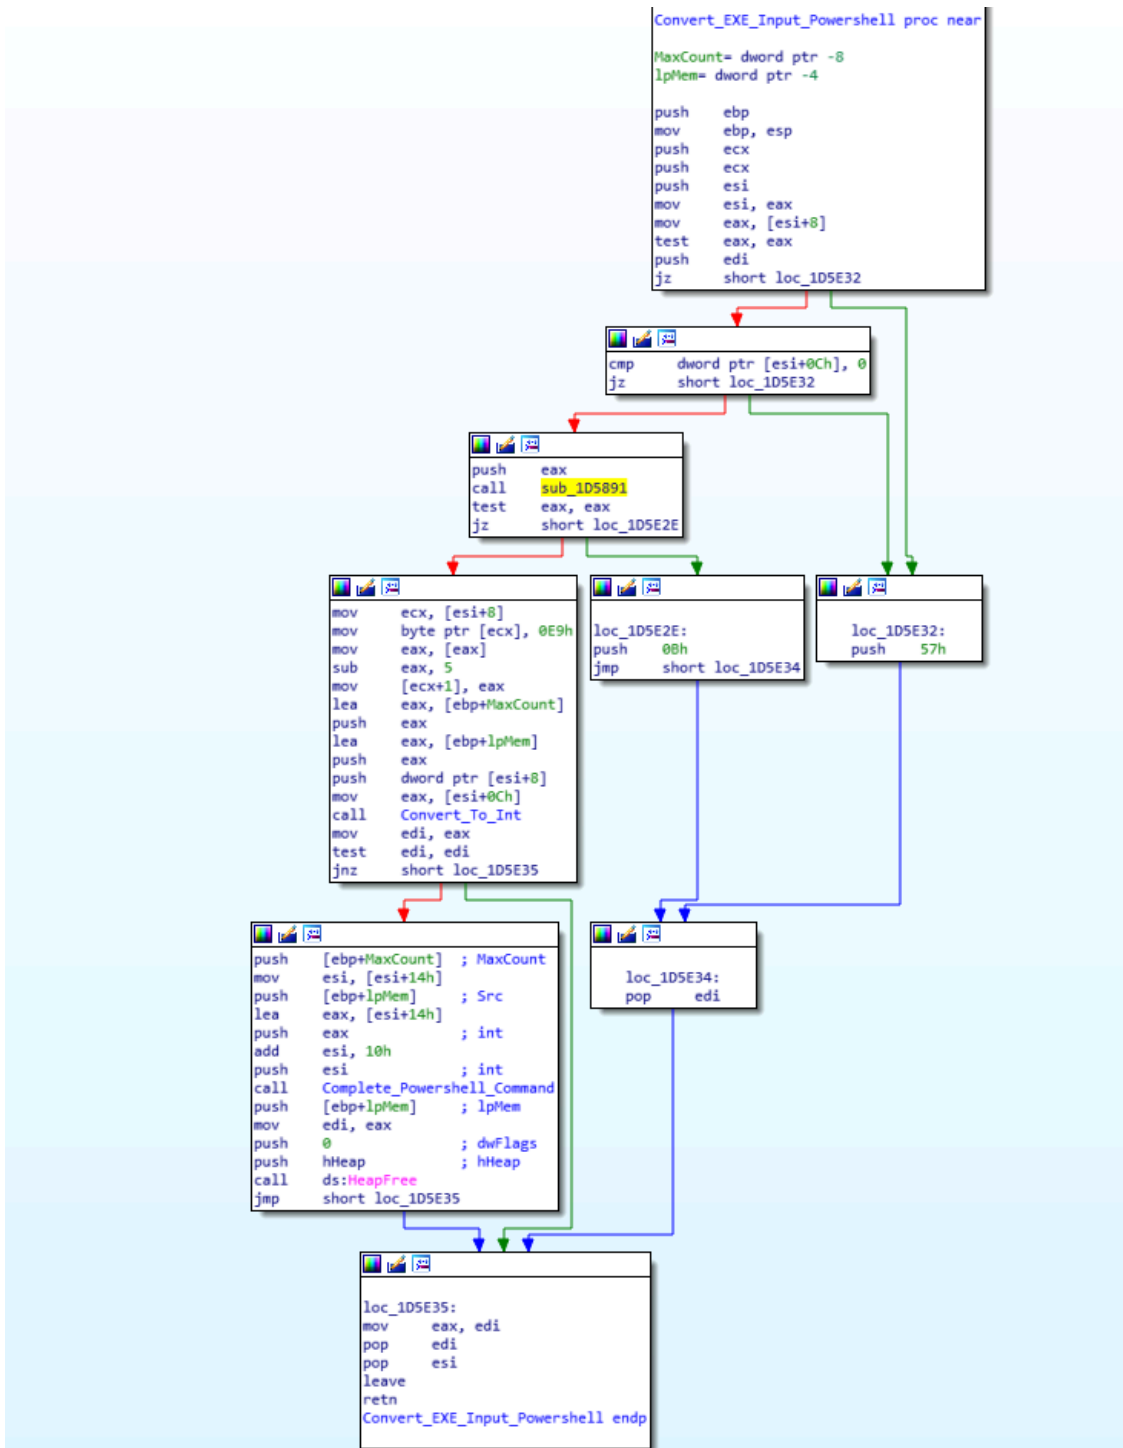 Convert_EXE_Input_Powershell proc near
MaxCount= dword ptr -8
lpMem= dword ptr -4
push ebp
mov ebp, esp
push ecx
push ecx
push esi
mov esi, eax
mov eax, [esi+8]
test eax, eax
push edi
jz short loc_1D5E32
cmp dword ptr [esi+0Ch], 0
jz short loc_1D5E32
push eax
call sub_1D5891
test eax, eax
jz short loc_1D5E2E
mov ecx, [esi+8]
mov byte ptr [ecx], 0E9h
mov eax, [eax]
sub eax, 5
mov [ecx+1], eax
lea eax, [ebp+MaxCount]
push eax
lea eax, [ebp+lpMem]
push eax
push dword ptr [esi+8]
mov eax, [esi+0Ch]
call Convert_To_Int
mov edi, eax
test edi, edi
jnz short loc_1D5E35
loc_1D5E2E:
push 0Bh
jmp short loc_1D5E34
loc_1D5E32:
push 57h
push [ebp+MaxCount] ; MaxCount
mov esi, [esi+14h]
push [ebp+lpMem] ; Src
lea eax, [esi+14h]
push eax ; int
add esi, 10h
push esi ; int
call Complete_Powershell_Command
push [ebp+lpMem] ; lpMem
mov edi, eax
push 0 ; dwFlags
push hHeap ; hHeap
call ds:HeapFree
jmp short loc_1D5E35
loc_1D5E34:
pop edi
loc_1D5E35:
mov eax, edi
pop edi
pop esi
leave
retn
Convert_EXE_Input_Powershell endp